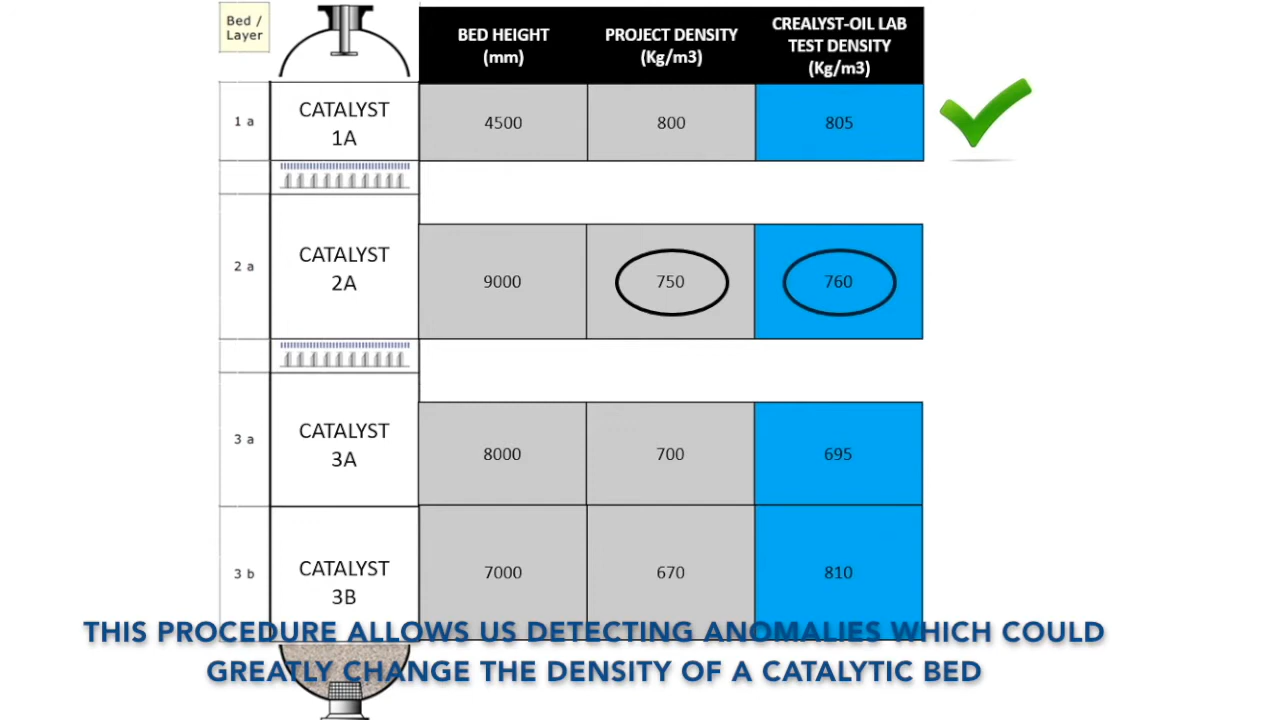 Bed /
Layer
BED HEIGHT
(mm)
PROJECT DENSITY
(Kg/m3)
CREALYST-OIL LAB
TEST DENSITY
(Kg/m3)
1 a
CATALYST
1A
4500
800
805
2 a
CATALYST
2A
9000
750
760
3 a
CATALYST
3A
8000
700
695
3 b
CATALYST
3B
7000
670
810
THIS PROCEDURE ALLOWS US DETECTING ANOMALIES WHICH COULD
GREATLY CHANGE THE DENSITY OF A CATALYTIC BED